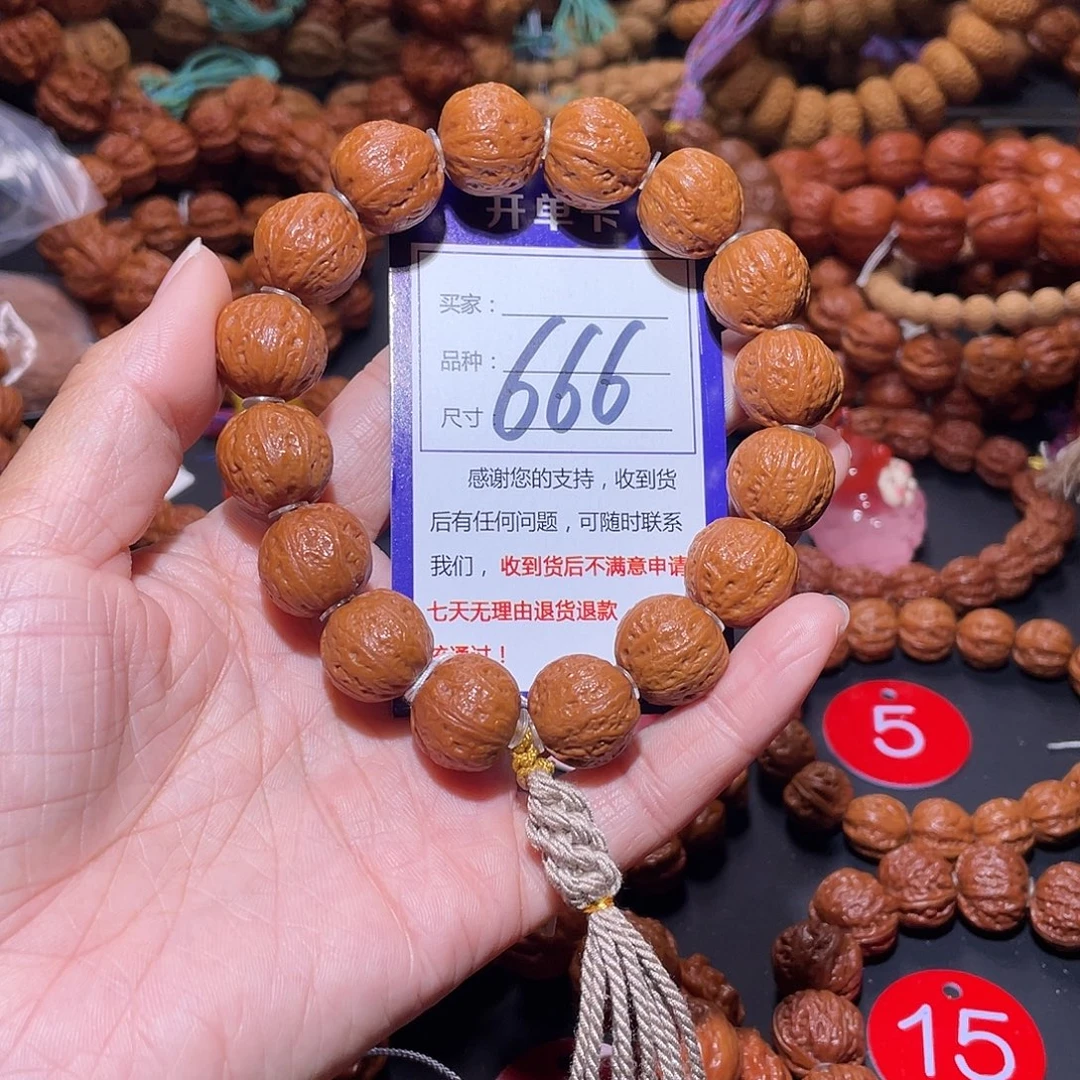 开单卡
买家：
品种：
尺寸：
666
感谢您的支持，收到货
后有任何问题，可随时联系
我们，收到货后不满意申请
七天无理由退货退款
通过！
5
15